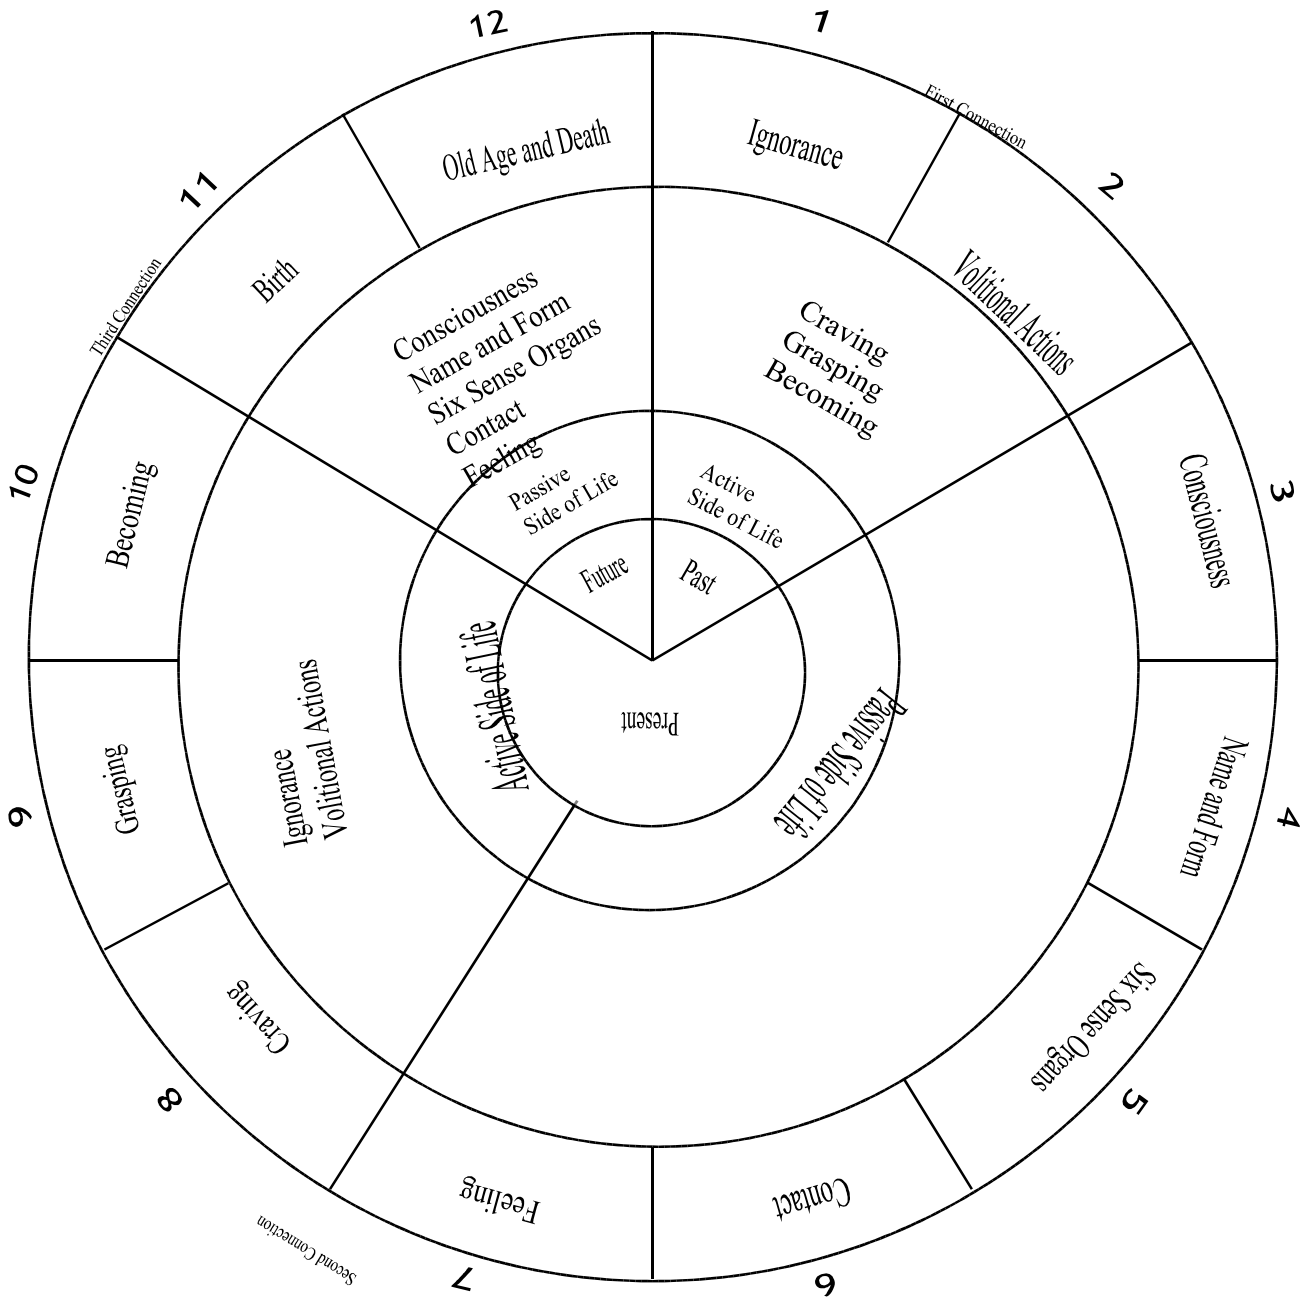 12
1
First Connection
2
3
4
5
6
7
Second Connection
8
9
10
Third Connection
11
Old Age and Death
Ignorance
Volitional Actions
Consciousness
Name and Form
Six Sense Organs
Contact
Feeling
Craving
Grasping
Becoming
Birth
Consciousness
Name and Form
Six Sense Organs
Contact
Feeling
Craving
Grasping
Becoming
Ignorance
Volitional Actions
Passive
Side of Life
Active
Side of Life
Passive Side of Life
Active Side of Life
Future
Past
Present